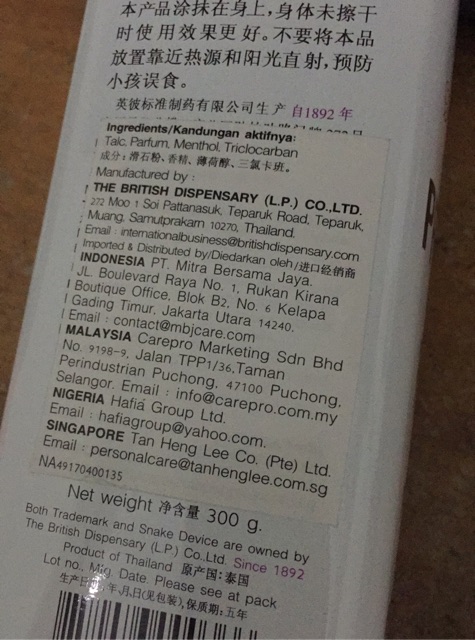 本产品涂抹在身上,身体未擦干
时使用效果更好。不要将本品
放置靠近热源和阳光直射,预防
小孩误食。
英彼标准制药有限公司生产 自1892 年
Ingredients/Kandungan aktifnya:
Talc, Parfum, Menthol, Triclocarban
成分:滑石粉、香精、薄荷醇、三氯卡班。
Manufactured by :
THE BRITISH DISPENSARY (L.P.) CO.,LTD.
272 Moo 1 Soi Pattanasuk, Teparuk Road, Teparuk,
Muang, Samutprakarn 10270, Thailand.
Email : internationalbusiness@britishdispensary.com
Imported & Distributed by/Diedarkan oleh/进口经销商
INDONESIA PT. Mitra Bersama Jaya.
JL. Boulevard Raya No. 1, Rukan Kirana
Boutique Office, Blok B2, No. 6 Kelapa
Gading Timur, Jakarta Utara 14240.
Email : contact@mbjcare.com
MALAYSIA Carepro Marketing Sdn Bhd
No. 9198-9, Jalan TPP1/36,Taman
Perindustrian Puchong, 47100 Puchong,
Selangor. Email : info@carepro.com.my
NIGERIA Hafia Group Ltd.
Email : hafiagroup@yahoo.com.
SINGAPORE Tan Heng Lee Co. (Pte) Ltd.
Email : personalcare@tanhenglee.com.sg
NA49170400135
Net weight 净含量 300 g.
Both Trademark and Snake Device are owned by
The British Dispensary (L.P.) Co.,Ltd. Since 1892
Product of Thailand 原产国:泰国
Lot no., Mfg. Date. Please see at pack
生产日期:年,月,日(见包装),保质期:五年